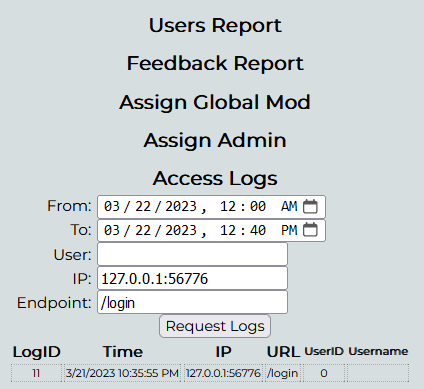 Users Report
Feedback Report
Assign Global Mod
Assign Admin
Access Logs
From: 03/22/2023, 12:00 AM
To: 03/22/2023, 12:40 PM
User:
IP: 127.0.0.1:56776
Endpoint: /login
Request Logs
LogID Time IP URL UserID Username
11 3/21/2023 10:35:55 PM 127.0.0.1:56776 /login 0